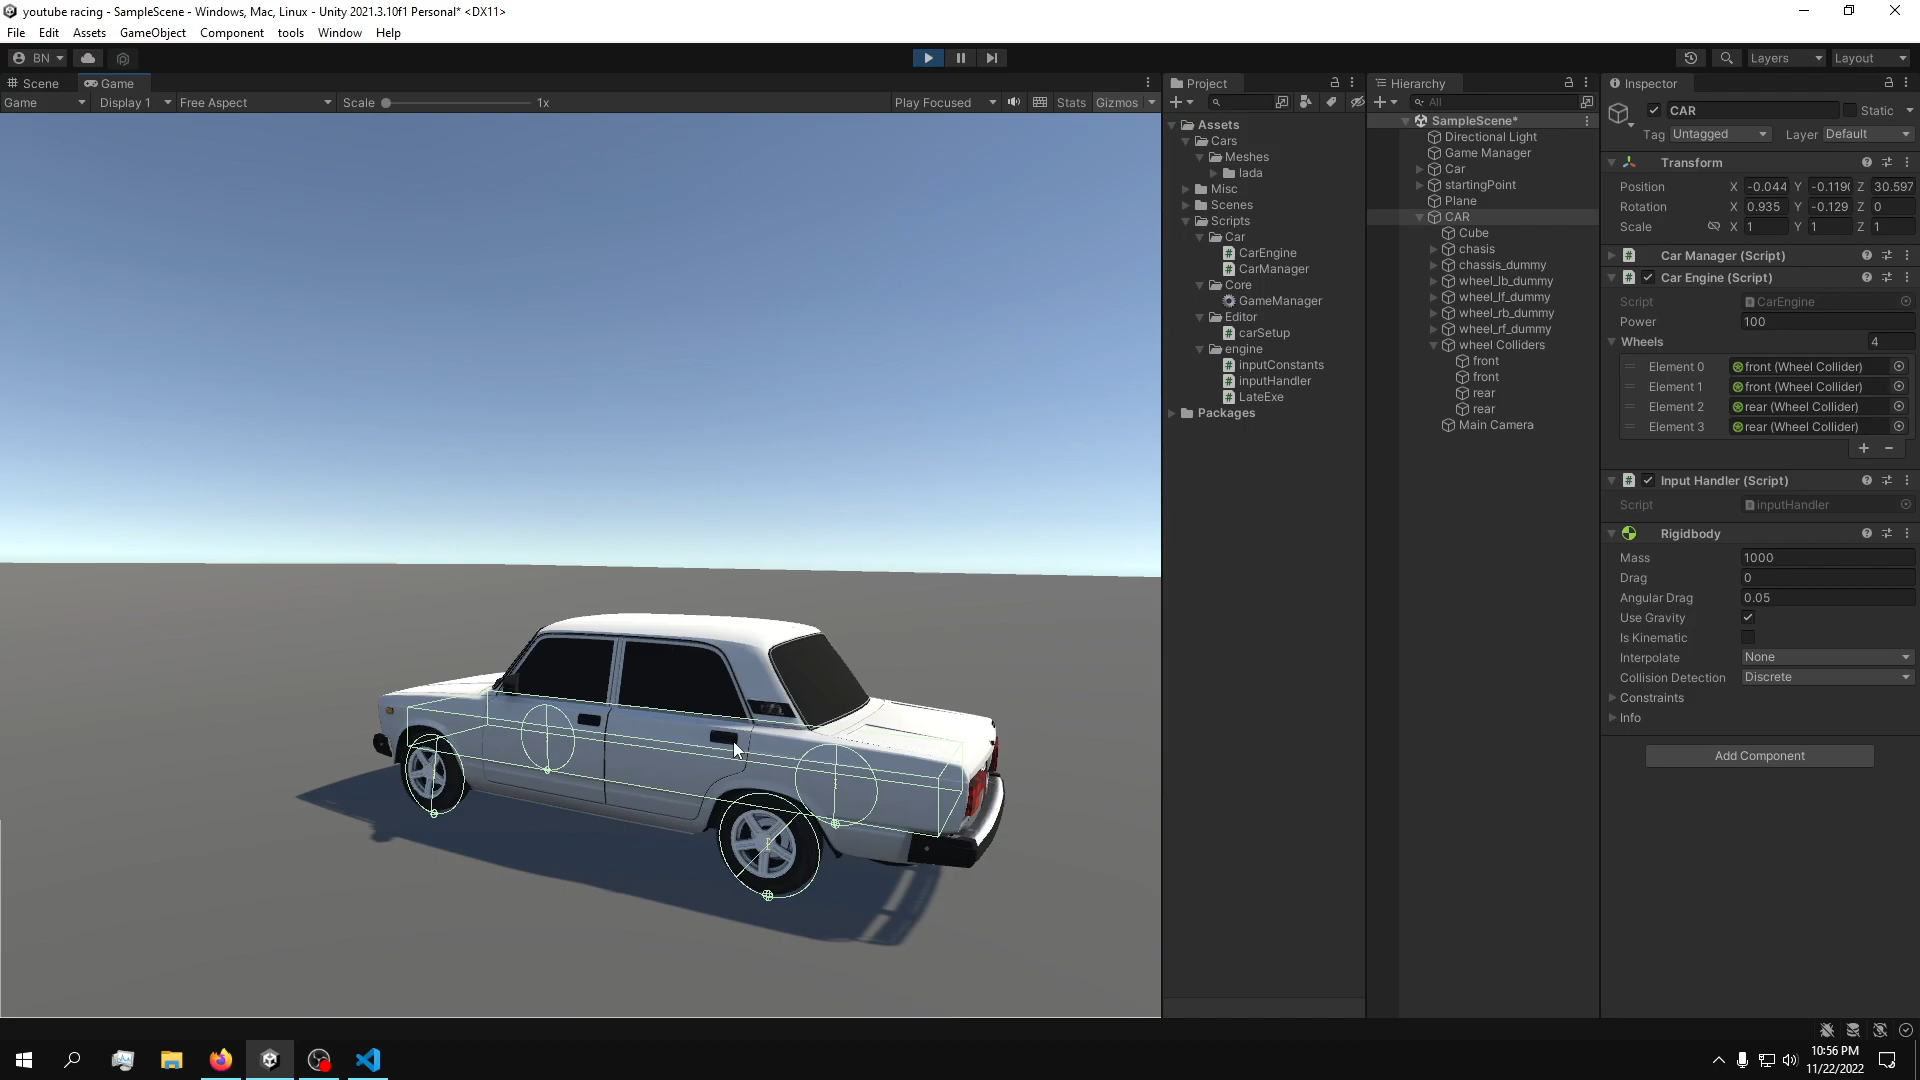 youtube racing - SampleScene - Windows, Mac, Linux - Unity 2021.3.10f1 Personal* <DX11>
File Edit Assets GameObject Component tools Window Help
BN Layers Layout
Scene Game
Game Display 1 Free Aspect Scale 1x Play Focused Stats Gizmos
Project
Assets
Cars
Meshes
lada
Misc
Scenes
Scripts
Car
CarEngine
CarManager
Core
GameManager
Editor
carSetup
engine
inputConstants
inputHandler
LateExe
Packages
Hierarchy
All
SampleScene*
Directional Light
Game Manager
Car
startingPoint
Plane
CAR
Cube
chasis
chassis_dummy
wheel_lb_dummy
wheel_lf_dummy
wheel_rb_dummy
wheel_rf_dummy
wheel Colliders
front
front
rear
rear
Main Camera
Inspector
CAR Static
Tag Untagged Layer Default
Transform
Position X -0.044 Y -0.119( Z 30.597
Rotation X 0.935 Y -0.129 Z 0
Scale X 1 Y 1 Z 1
# Car Manager (Script)
# Car Engine (Script)
Script CarEngine
Power 100
Wheels 4
Element 0 front (Wheel Collider)
Element 1 front (Wheel Collider)
Element 2 rear (Wheel Collider)
Element 3 rear (Wheel Collider)
+ -
# Input Handler (Script)
Script inputHandler
Rigidbody
Mass 1000
Drag 0
Angular Drag 0.05
Use Gravity
Is Kinematic
Interpolate None
Collision Detection Discrete
Constraints
Info
Add Component
10:56 PM
11/22/2022